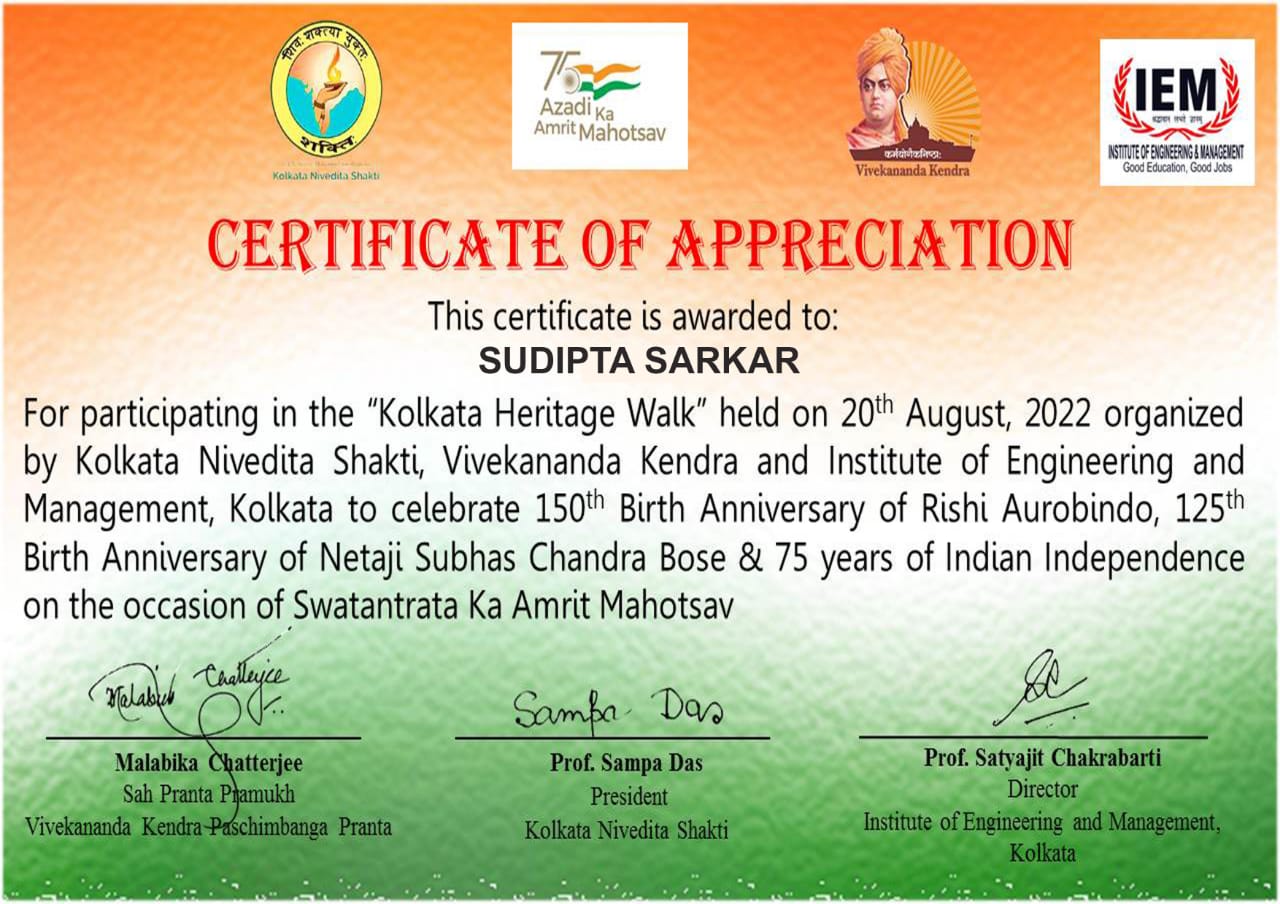 शिवः शक्त्या युक्तः
शक्तिः
Kolkata Nivedita Shakti
75
Azadi Ka
Amrit Mahotsav
कर्मयोगैकनिष्ठाः
Vivekananda Kendra
IEM
श्रद्धावान लभते ज्ञानम्
INSTITUTE OF ENGINEERING & MANAGEMENT
Good Education, Good Jobs
CERTIFICATE OF APPRECIATION
This certificate is awarded to:
SUDIPTA SARKAR
For participating in the “Kolkata Heritage Walk” held on 20th August, 2022 organized
by Kolkata Nivedita Shakti, Vivekananda Kendra and Institute of Engineering and
Management, Kolkata to celebrate 150th Birth Anniversary of Rishi Aurobindo, 125th
Birth Anniversary of Netaji Subhas Chandra Bose & 75 years of Indian Independence
on the occasion of Swatantrata Ka Amrit Mahotsav
Malabika Chatterjee
Sampa Das
SC
Malabika Chatterjee
Sah Pranta Pramukh
Vivekananda Kendra Paschimbanga Pranta
Prof. Sampa Das
President
Kolkata Nivedita Shakti
Prof. Satyajit Chakrabarti
Director
Institute of Engineering and Management,
Kolkata